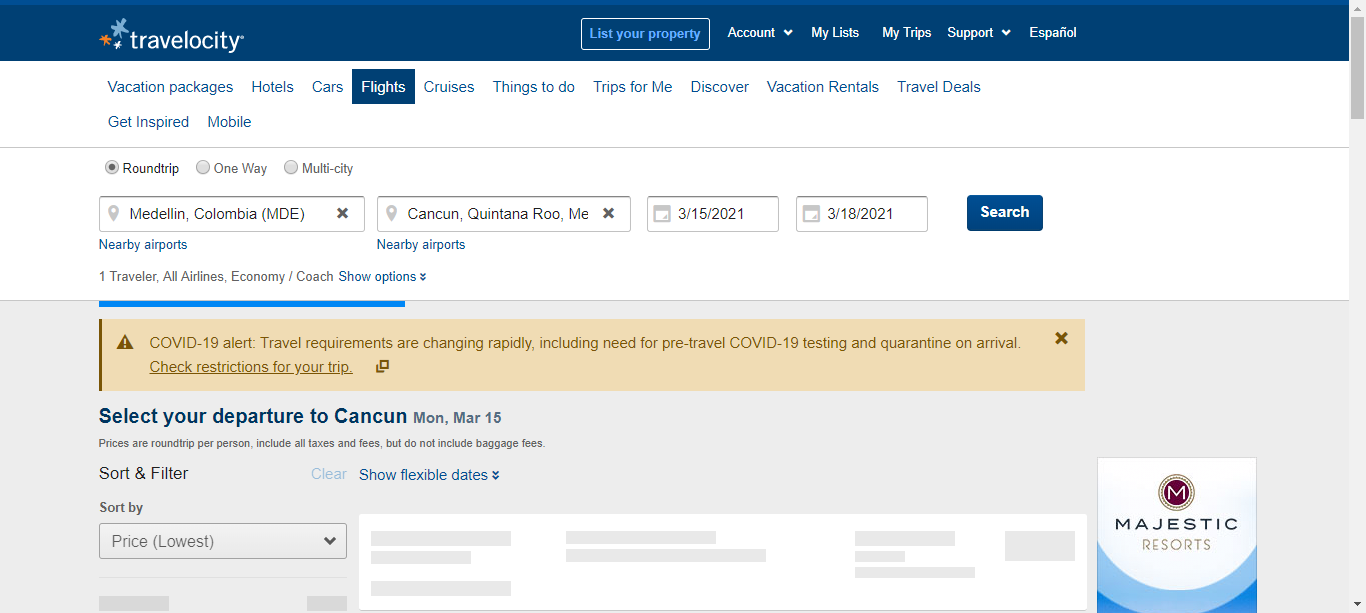 travelocity
List your property
Account
My Lists
My Trips
Support
Español
Vacation packages
Hotels
Cars
Flights
Cruises
Things to do
Trips for Me
Discover
Vacation Rentals
Travel Deals
Get Inspired
Mobile
Roundtrip
One Way
Multi-city
Medellin, Colombia (MDE)
Cancun, Quintana Roo, Me
3/15/2021
3/18/2021
Search
Nearby airports
Nearby airports
1 Traveler, All Airlines, Economy / Coach Show options
COVID-19 alert: Travel requirements are changing rapidly, including need for pre-travel COVID-19 testing and quarantine on arrival.
Check restrictions for your trip.
Select your departure to Cancun Mon, Mar 15
Prices are roundtrip per person, include all taxes and fees, but do not include baggage fees.
Sort & Filter
Clear
Show flexible dates
Sort by
Price (Lowest)
M
MAJESTIC
RESORTS